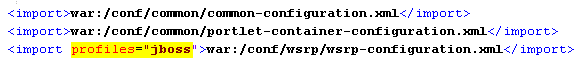 <import>war:/conf/common/common-configuration.xml</import>
<import>war:/conf/common/portlet-container-configuration.xml</import>
<import profiles="jboss">war:/conf/wsrp/wsrp-configuration.xml</import>